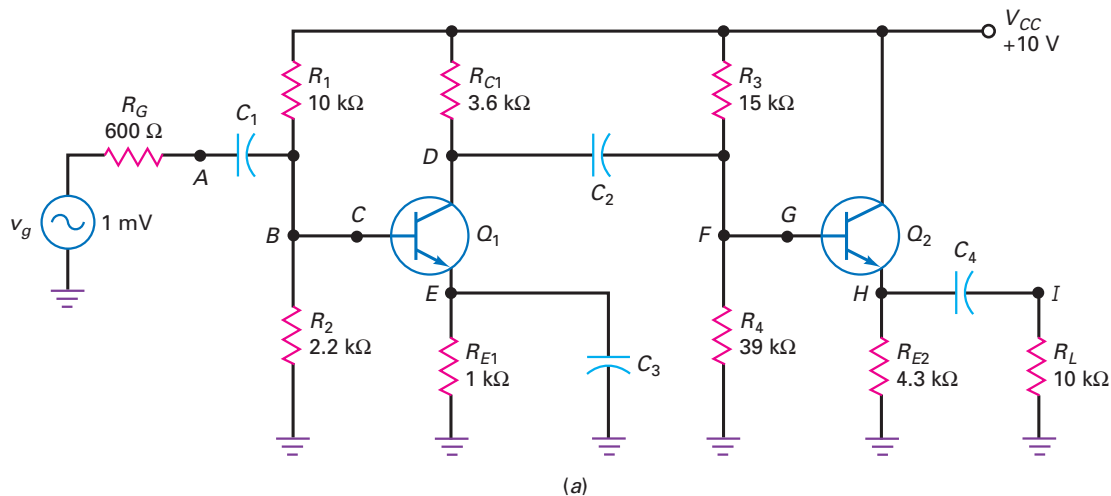 V_CC
+10 V
R_1
10 kΩ
R_C1
3.6 kΩ
R_3
15 kΩ
R_G
600 Ω
C_1
A
D
C_2
v_g
1 mV
B
C
Q_1
F
G
Q_2
C_4
E
H
I
R_2
2.2 kΩ
R_E1
1 kΩ
C_3
R_4
39 kΩ
R_E2
4.3 kΩ
R_L
10 kΩ
(a)